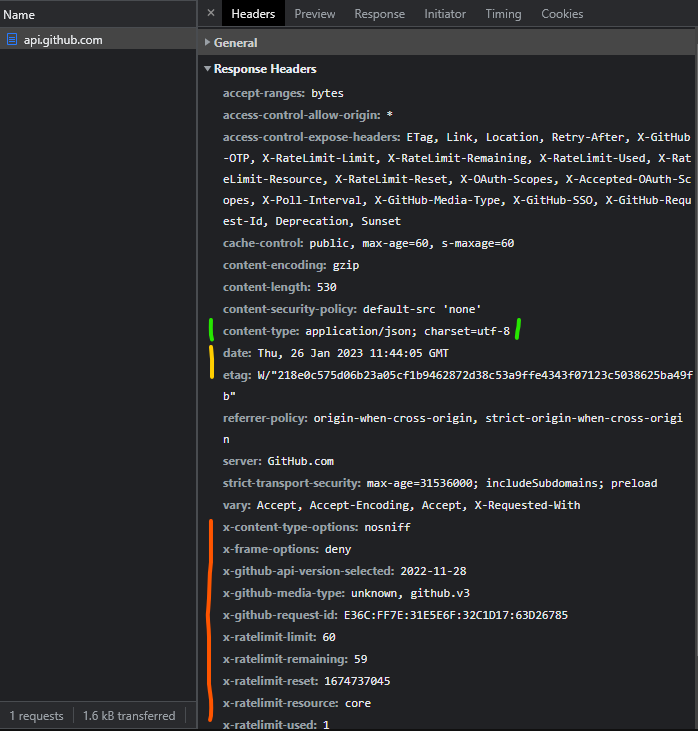 Name
Headers Preview Response Initiator Timing Cookies
api.github.com
General
Response Headers
accept-ranges: bytes
access-control-allow-origin: *
access-control-expose-headers: ETag, Link, Location, Retry-After, X-GitHub
-OTP, X-RateLimit-Limit, X-RateLimit-Remaining, X-RateLimit-Used, X-Rat
eLimit-Resource, X-RateLimit-Reset, X-OAuth-Scopes, X-Accepted-OAuth-Sc
opes, X-Poll-Interval, X-GitHub-Media-Type, X-GitHub-SSO, X-GitHub-Requ
est-Id, Deprecation, Sunset
cache-control: public, max-age=60, s-maxage=60
content-encoding: gzip
content-length: 530
content-security-policy: default-src 'none'
content-type: application/json; charset=utf-8
date: Thu, 26 Jan 2023 11:44:05 GMT
etag: W/"218e0c575d06b23a05cf1b9462872d38c53a9ffe4343f07123c5038625ba49f
b"
referrer-policy: origin-when-cross-origin, strict-origin-when-cross-origi
n
server: GitHub.com
strict-transport-security: max-age=31536000; includeSubdomains; preload
vary: Accept, Accept-Encoding, Accept, X-Requested-With
x-content-type-options: nosniff
x-frame-options: deny
x-github-api-version-selected: 2022-11-28
x-github-media-type: unknown, github.v3
x-github-request-id: E36C:FF7E:31E5E6F:32C1D17:63D26785
x-ratelimit-limit: 60
x-ratelimit-remaining: 59
x-ratelimit-reset: 1674737045
x-ratelimit-resource: core
x-ratelimit-used: 1
1 requests 1.6 kB transferred